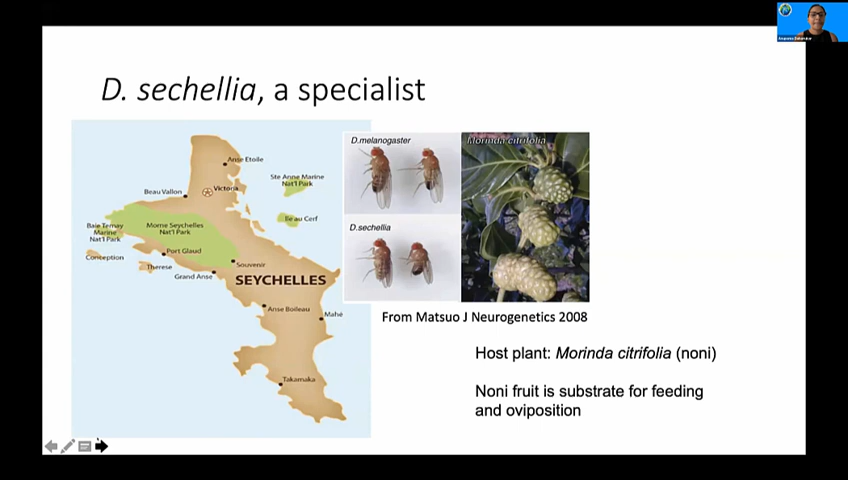 D. sechellia, a specialist
Anse Etoile
Ste Anne Marine
Nat'l Park
Beau Vallon
Victoria
Ile au Cerf
Baie Ternay
Marine
Nat'l Park
Morne Seychelles
Nat'l Park
Port Glaud
Conception
Therese
Souvenir
Grand Anse
SEYCHELLES
Anse Boileau
Mahé
Takamaka
D.melanogaster
D.sechellia
Morinda citrifolia
From Matsuo J Neurogenetics 2008
Host plant: Morinda citrifolia (noni)
Noni fruit is substrate for feeding
and oviposition